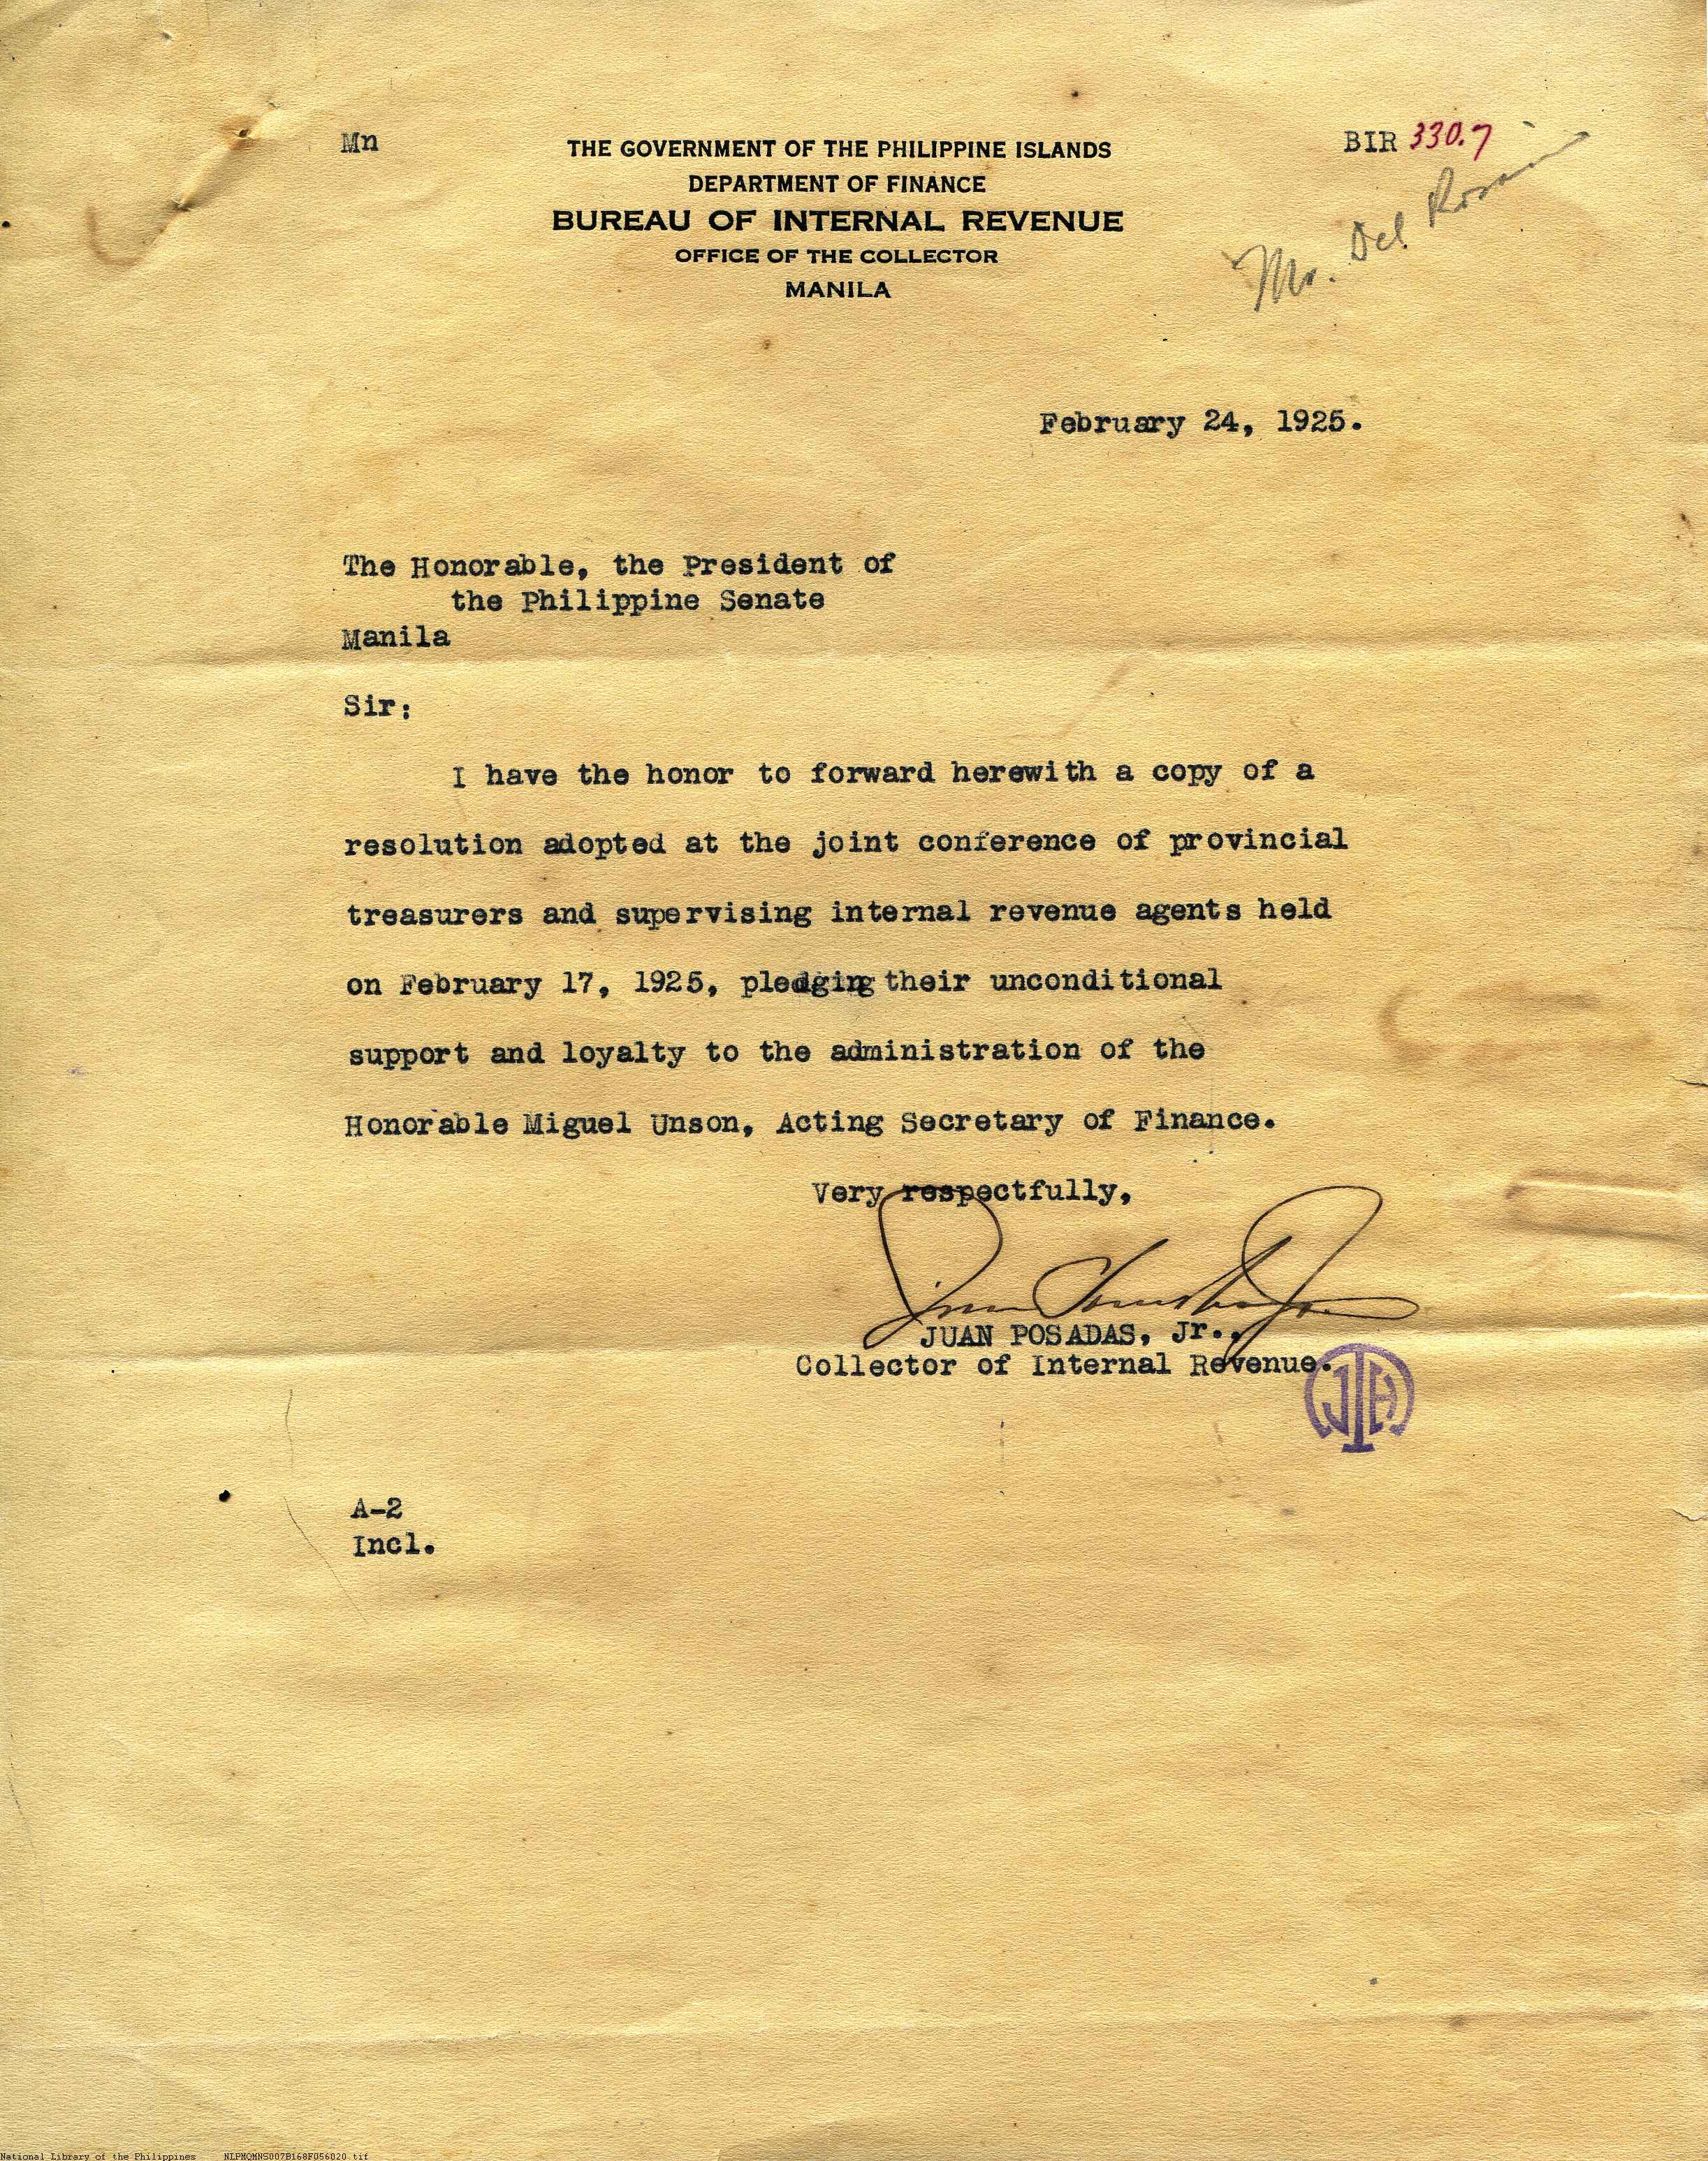 Mn
THE GOVERNMENT OF THE PHILIPPINE ISLANDS
DEPARTMENT OF FINANCE
BUREAU OF INTERNAL REVENUE
OFFICE OF THE COLLECTOR
MANILA
BIR 330.7
Mr. Del Rosario
February 24, 1925.
The Honorable, the President of
the Philippine Senate
Manila
Sir:
I have the honor to forward herewith a copy of a
resolution adopted at the joint conference of provincial
treasurers and supervising internal revenue agents held
on February 17, 1925, pledging their unconditional
support and loyalty to the administration of the
Honorable Miguel Unson, Acting Secretary of Finance.
Very respectfully,
JUAN POSADAS, Jr.,
Collector of Internal Revenue.
A-2
Incl.
National Library of the Philippines NLPMQMNS007B168F056020.tif